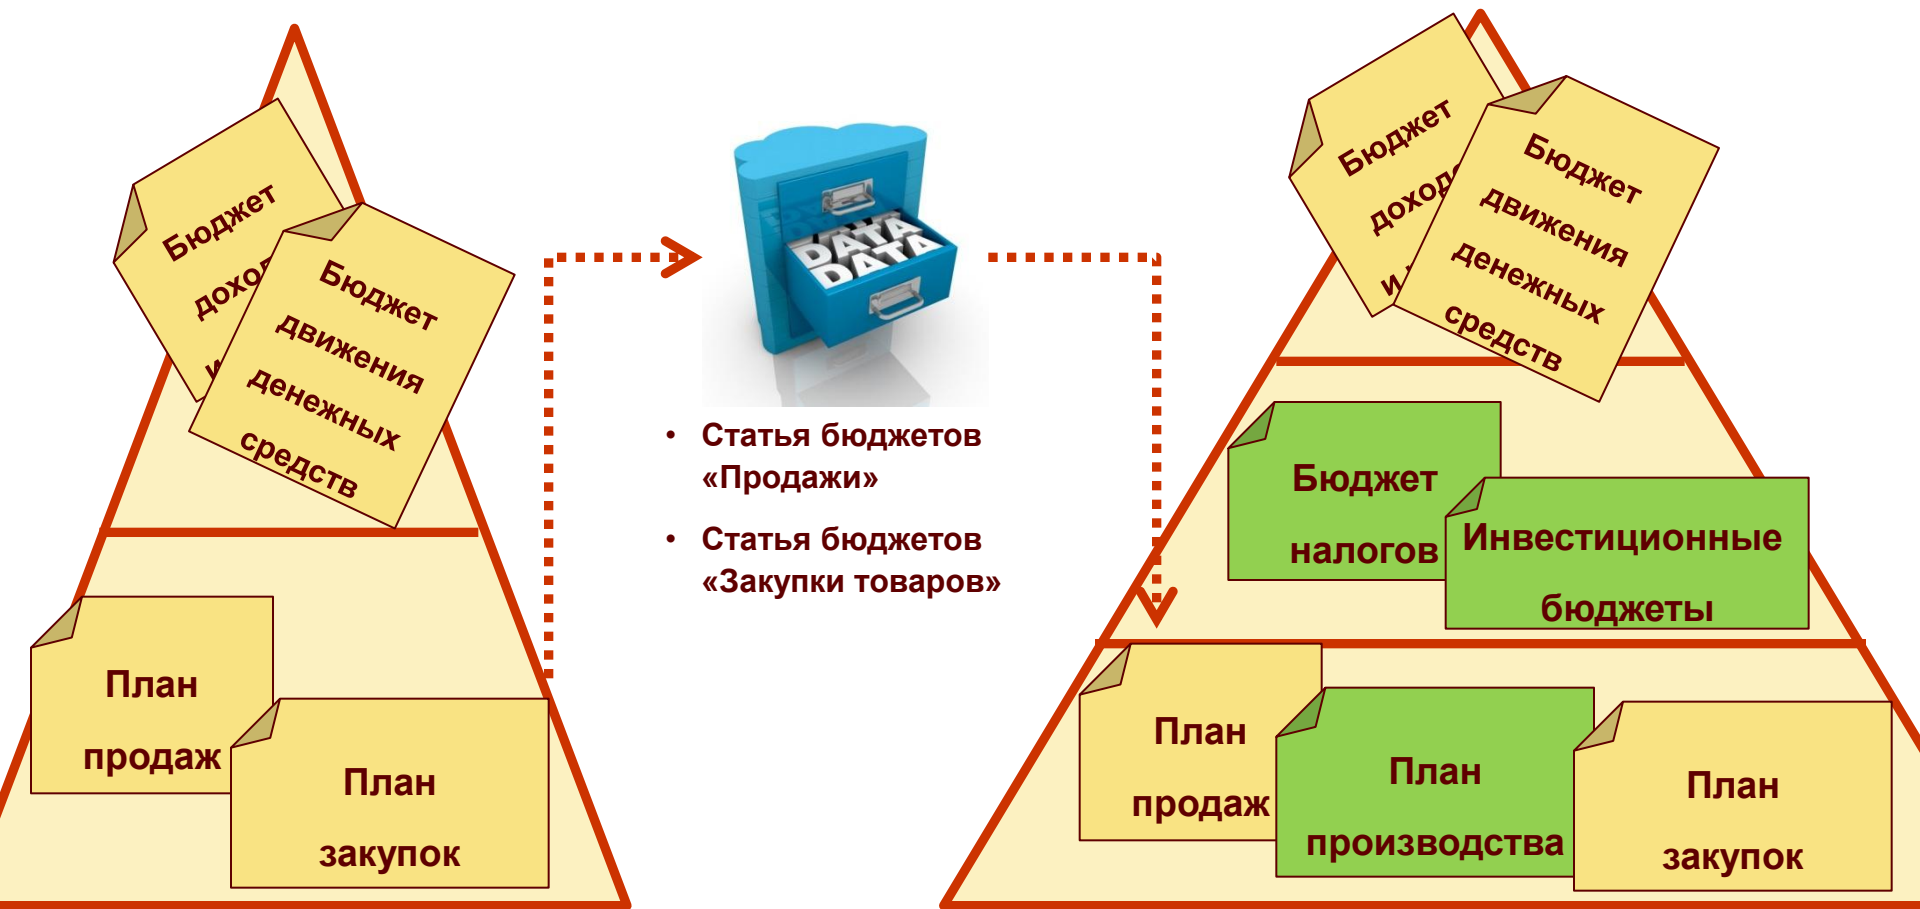 Бюджет
Бюджет
движения
денежных
средств
План
продаж
План
закупок
DATA
DATA
• Статья бюджетов
«Продажи»
• Статья бюджетов
«Закупки товаров»
Бюджет
Бюджет
движения
денежных
средств
Бюджет
налогов
Инвестиционные
бюджеты
План
продаж
План
производства
План
закупок